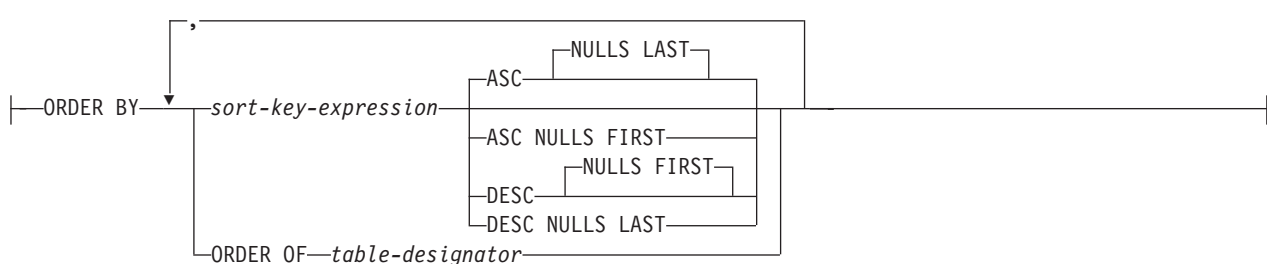 ,
NULLS LAST
ASC
ORDER BY sort-key-expression
ASC NULLS FIRST
NULLS FIRST
DESC
DESC NULLS LAST
ORDER OF table-designator